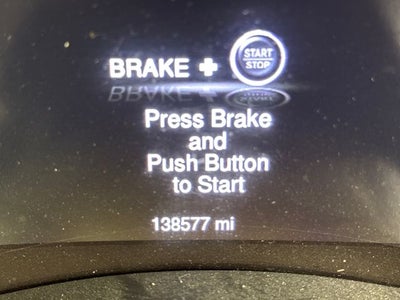 BRAKE + START
STOP
Press Brake
and
Push Button
to Start
138577 mi